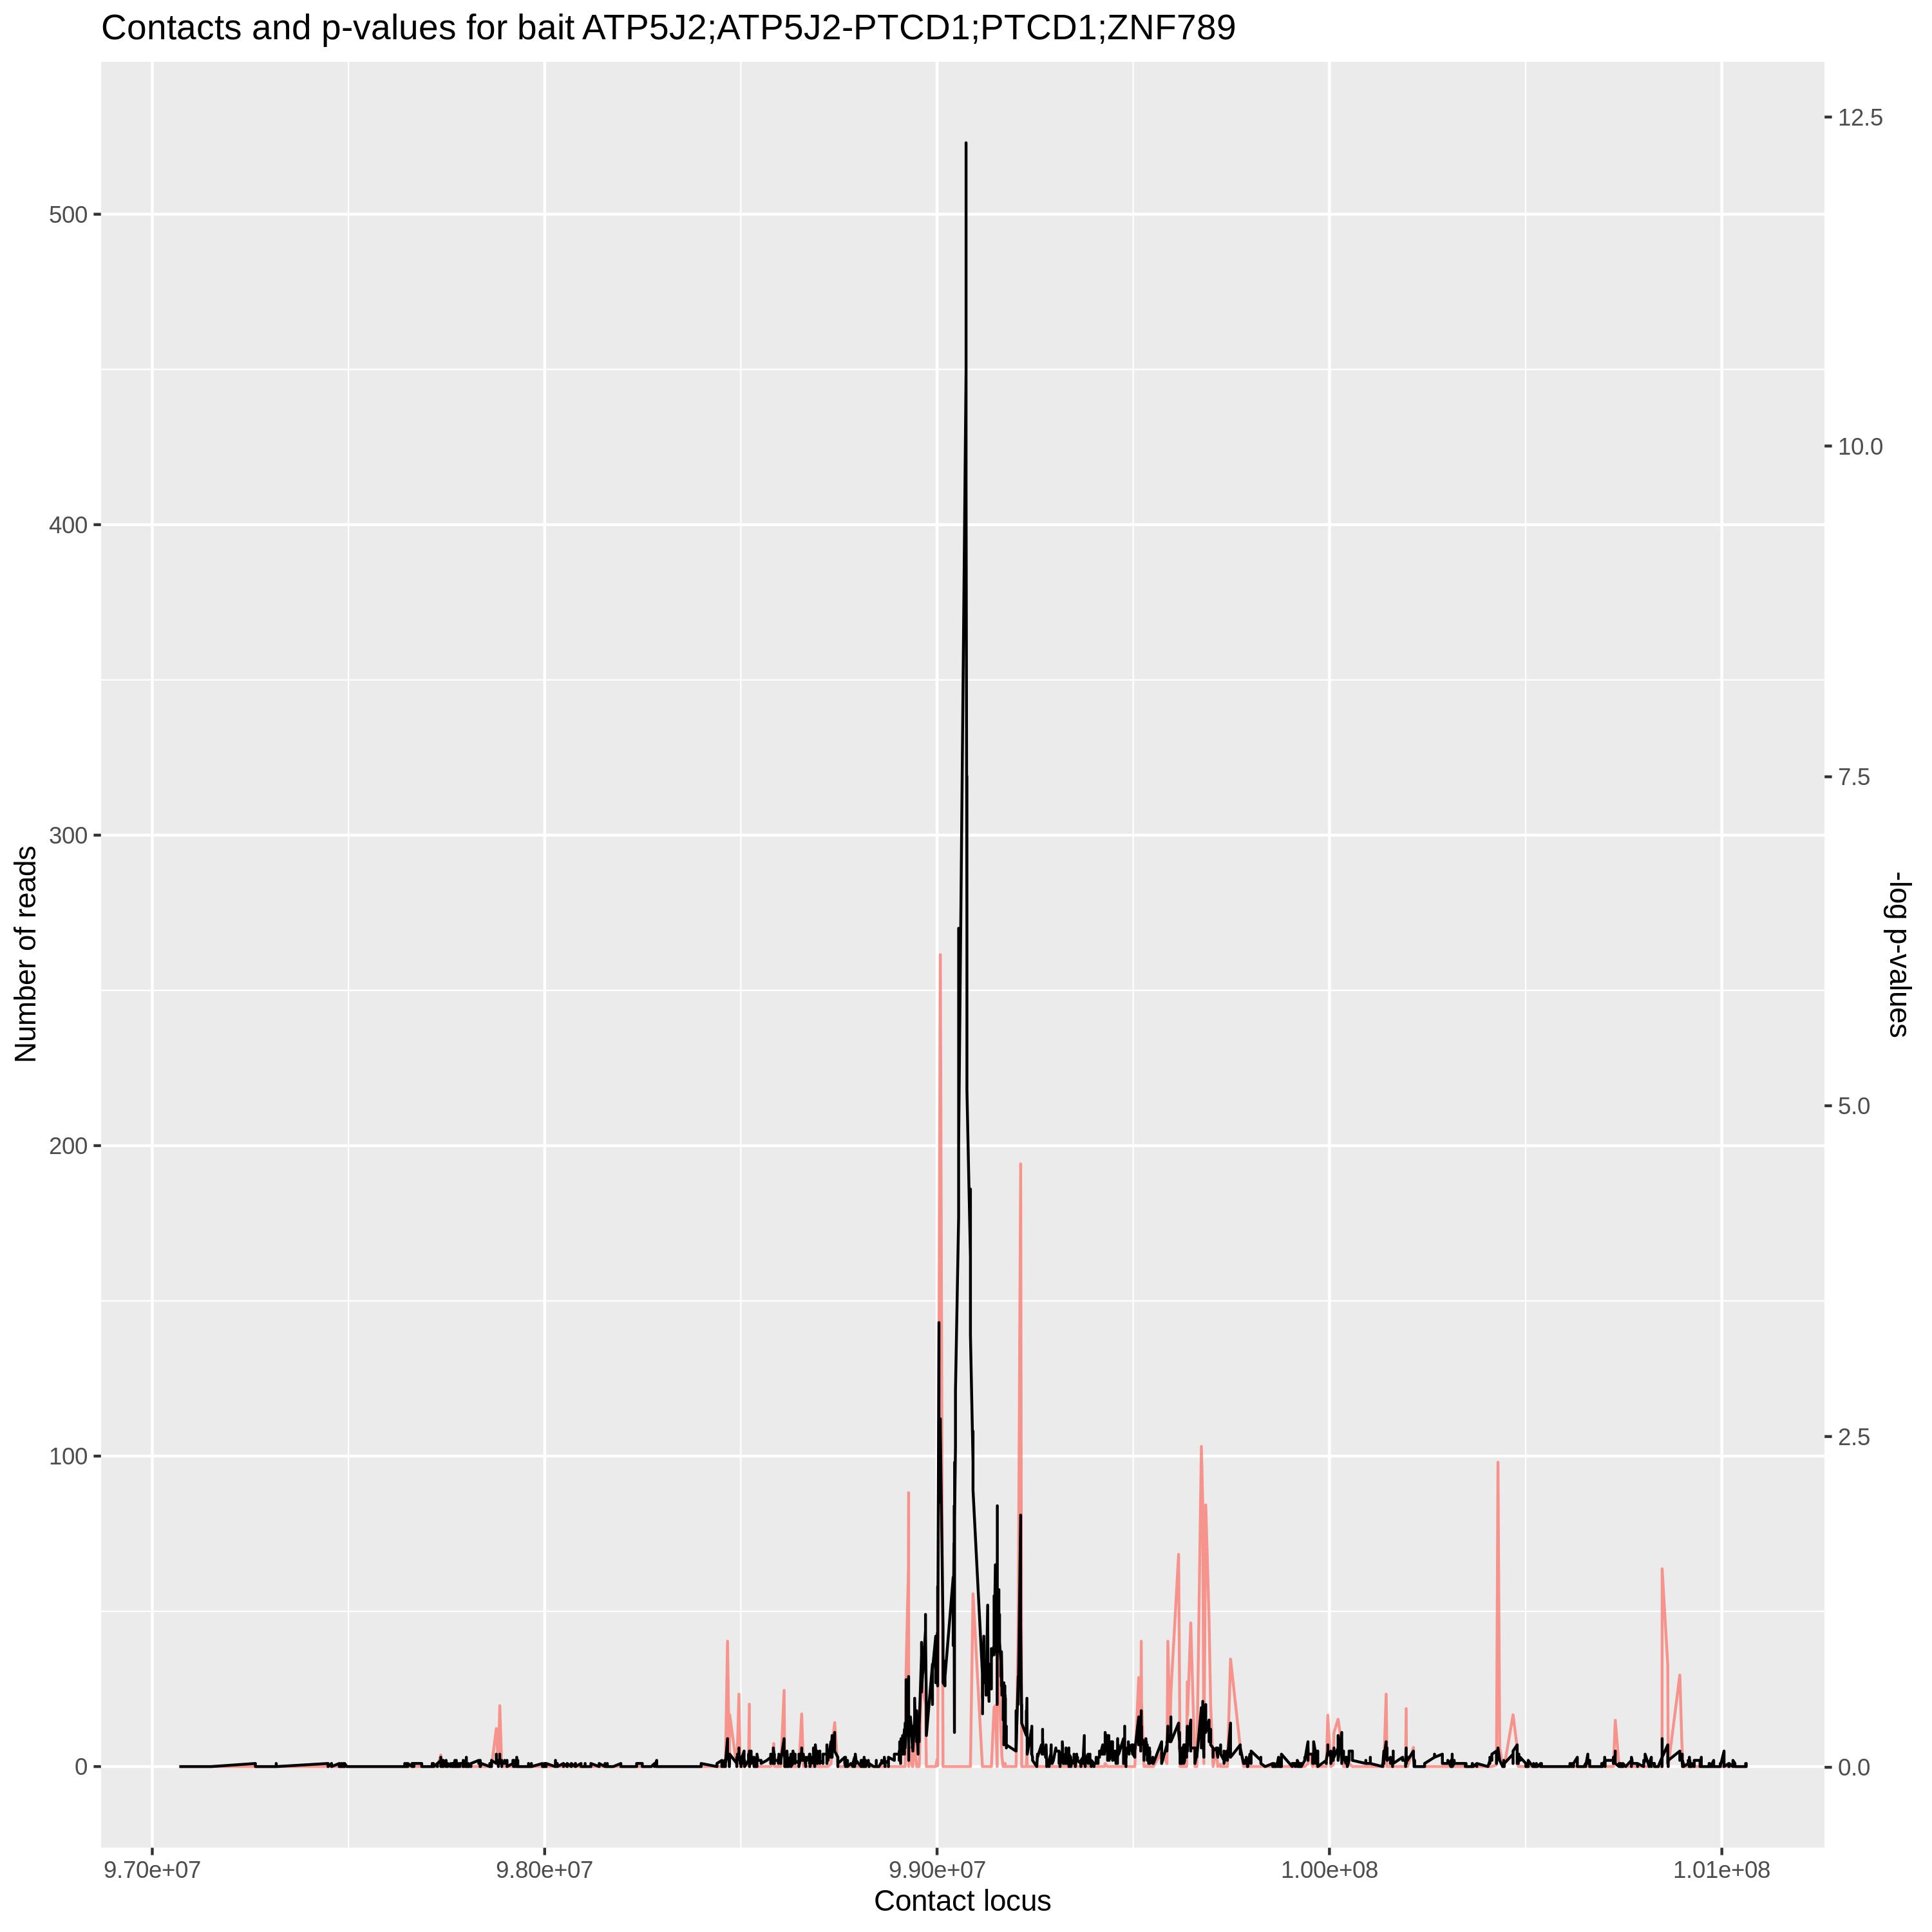 Contacts and p-values for bait ATP5J2;ATP5J2-PTCD1;PTCD1;ZNF789
Number of reads
500
400
300
200
100
0
12.5
10.0
7.5
5.0
2.5
0.0
-log p-values
9.70e+07
9.80e+07
9.90e+07
1.00e+08
1.01e+08
Contact locus